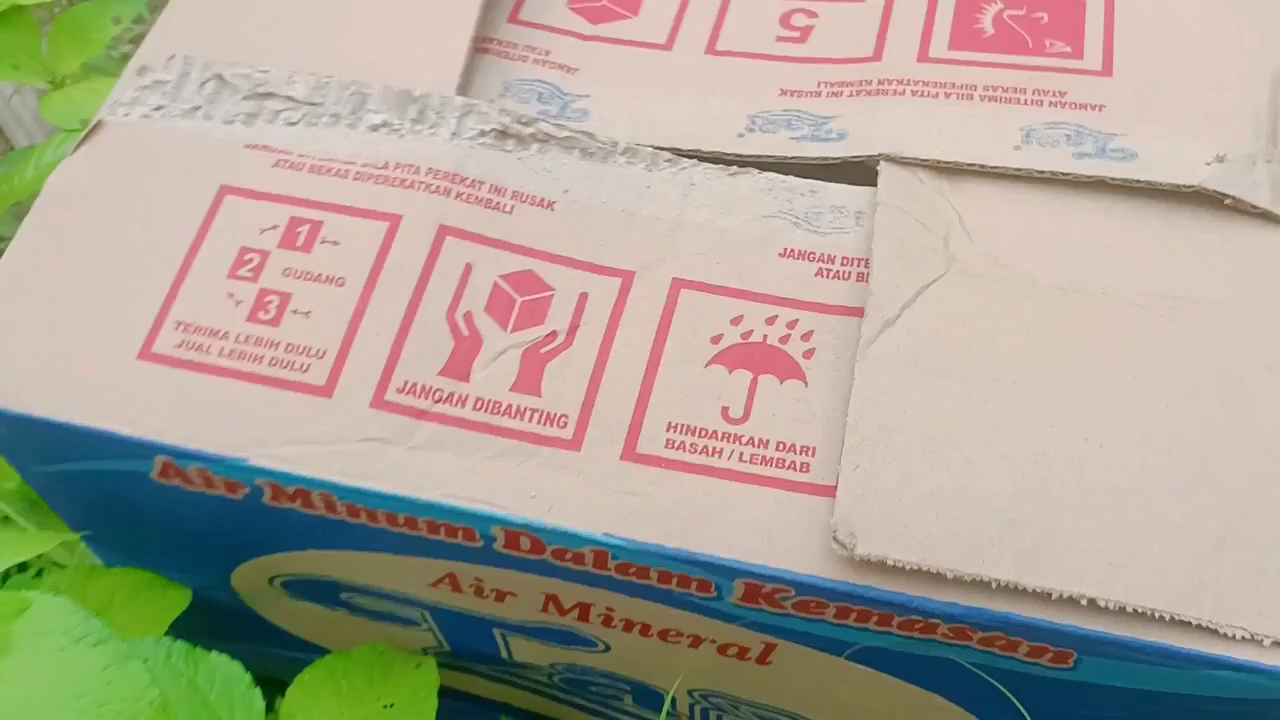 5
JANGAN DITERIMA BILA PITA PEREKAT INI RUSAK
ATAU BEKAS DIPEREKATKAN KEMBALI
BILA PITA PEREKAT INI RUSAK
ATAU BEKAS DIPEREKATKAN KEMBALI
JANGAN DITE
ATAU BE
1
2 GUDANG
3
TERIMA LEBIH DULU
JUAL LEBIH DULU
JANGAN DIBANTING
HINDARKAN DARI
BASAH / LEMBAB
Air Minum Dalam Kemasan
Air Mineral